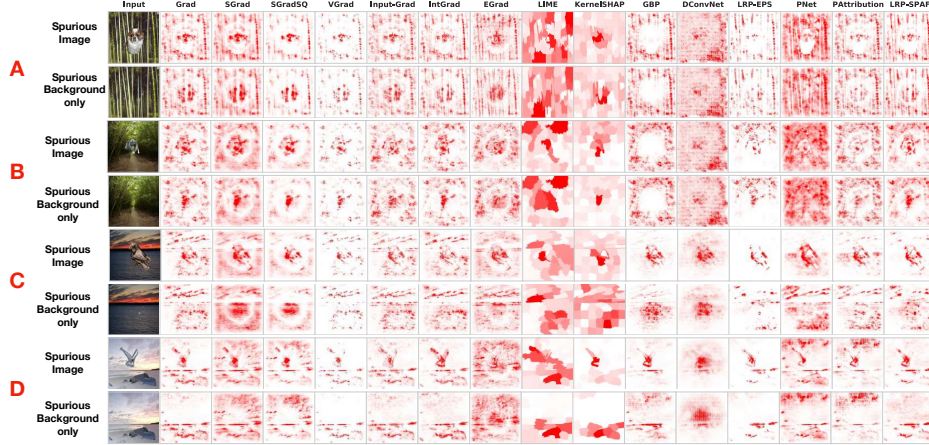 Input Grad SGrad SGradSQ VGrad Input-Grad IntGrad EGrad LIME KernelSHAP GBP DConvNet LRP-EPS PNet PAttribution LRP-SPAF
A
Spurious
Image
Spurious
Background
only
B
Spurious
Image
Spurious
Background
only
C
Spurious
Image
Spurious
Background
only
D
Spurious
Image
Spurious
Background
only